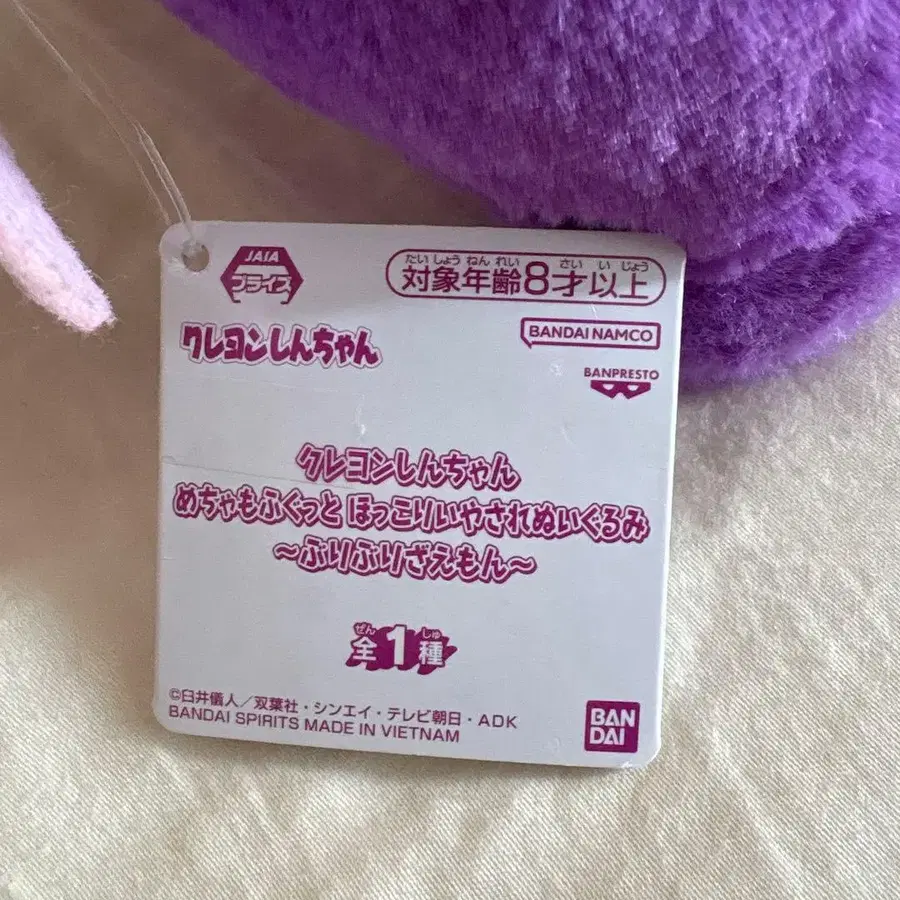 JAIA
プライズ
たいしょうねんれい さいいじょう
対象年齢8才以上
クレヨンしんちゃん
BANDAI NAMCO
BANPRESTO
クレヨンしんちゃん
めちゃもふぐっと ほっこりいやされぬいぐるみ
〜ぶりぶりざえもん〜
ぜん しゅ
全1種
©臼井儀人/双葉社・シンエイ・テレビ朝日・ADK
BANDAI SPIRITS MADE IN VIETNAM
BAN
DAI